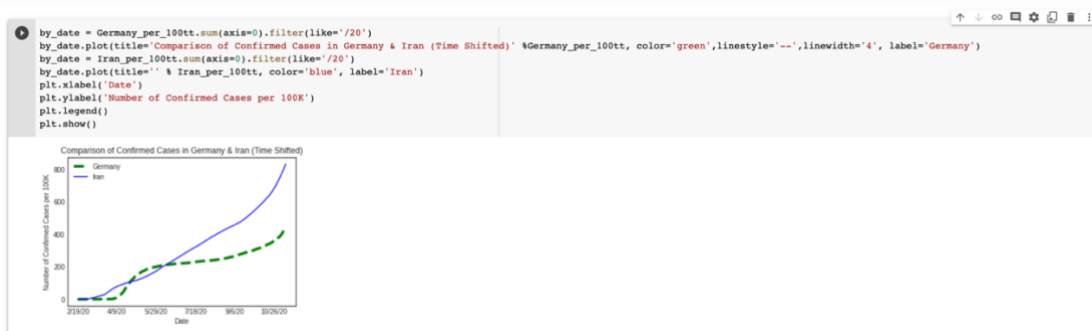 by_date = Germany_per_100tt.sum(axis=0).filter(like='/20')
by_date.plot(title='Comparison of Confirmed Cases in Germany & Iran (Time Shifted)' %Germany_per_100tt, color='green',linestyle='--',linewidth='4', label='Germany')
by_date = Iran_per_100tt.sum(axis=0).filter(like='/20')
by_date.plot(title='' % Iran_per_100tt, color='blue', label='Iran')
plt.xlabel('Date')
plt.ylabel('Number of Confirmed Cases per 100K')
plt.legend()
plt.show()
Comparison of Confirmed Cases in Germany & Iran (Time Shifted)
Germany
Iran
800
600
400
200
0
Number of Confirmed Cases per 100K
2/19/20 4/9/20 5/29/20 7/18/20 9/6/20 10/26/20
Date